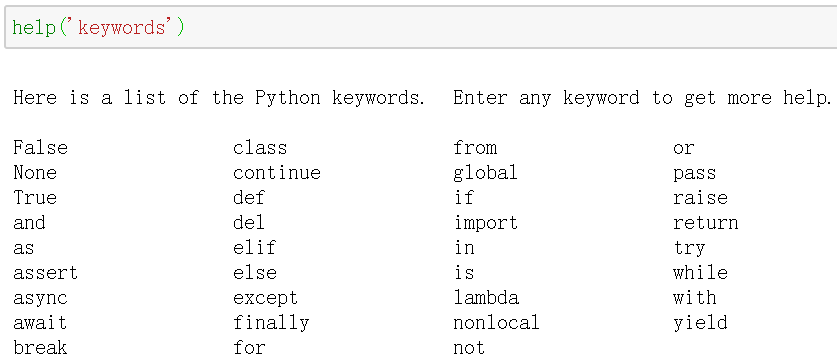 help('keywords')
Here is a list of the Python keywords.  Enter any keyword to get more help.
False               class               from                or
None                continue            global              pass
True                def                 if                  raise
and                 del                 import              return
as                  elif                in                  try
assert              else                is                  while
async               except              lambda              with
await               finally             nonlocal            yield
break               for                 not